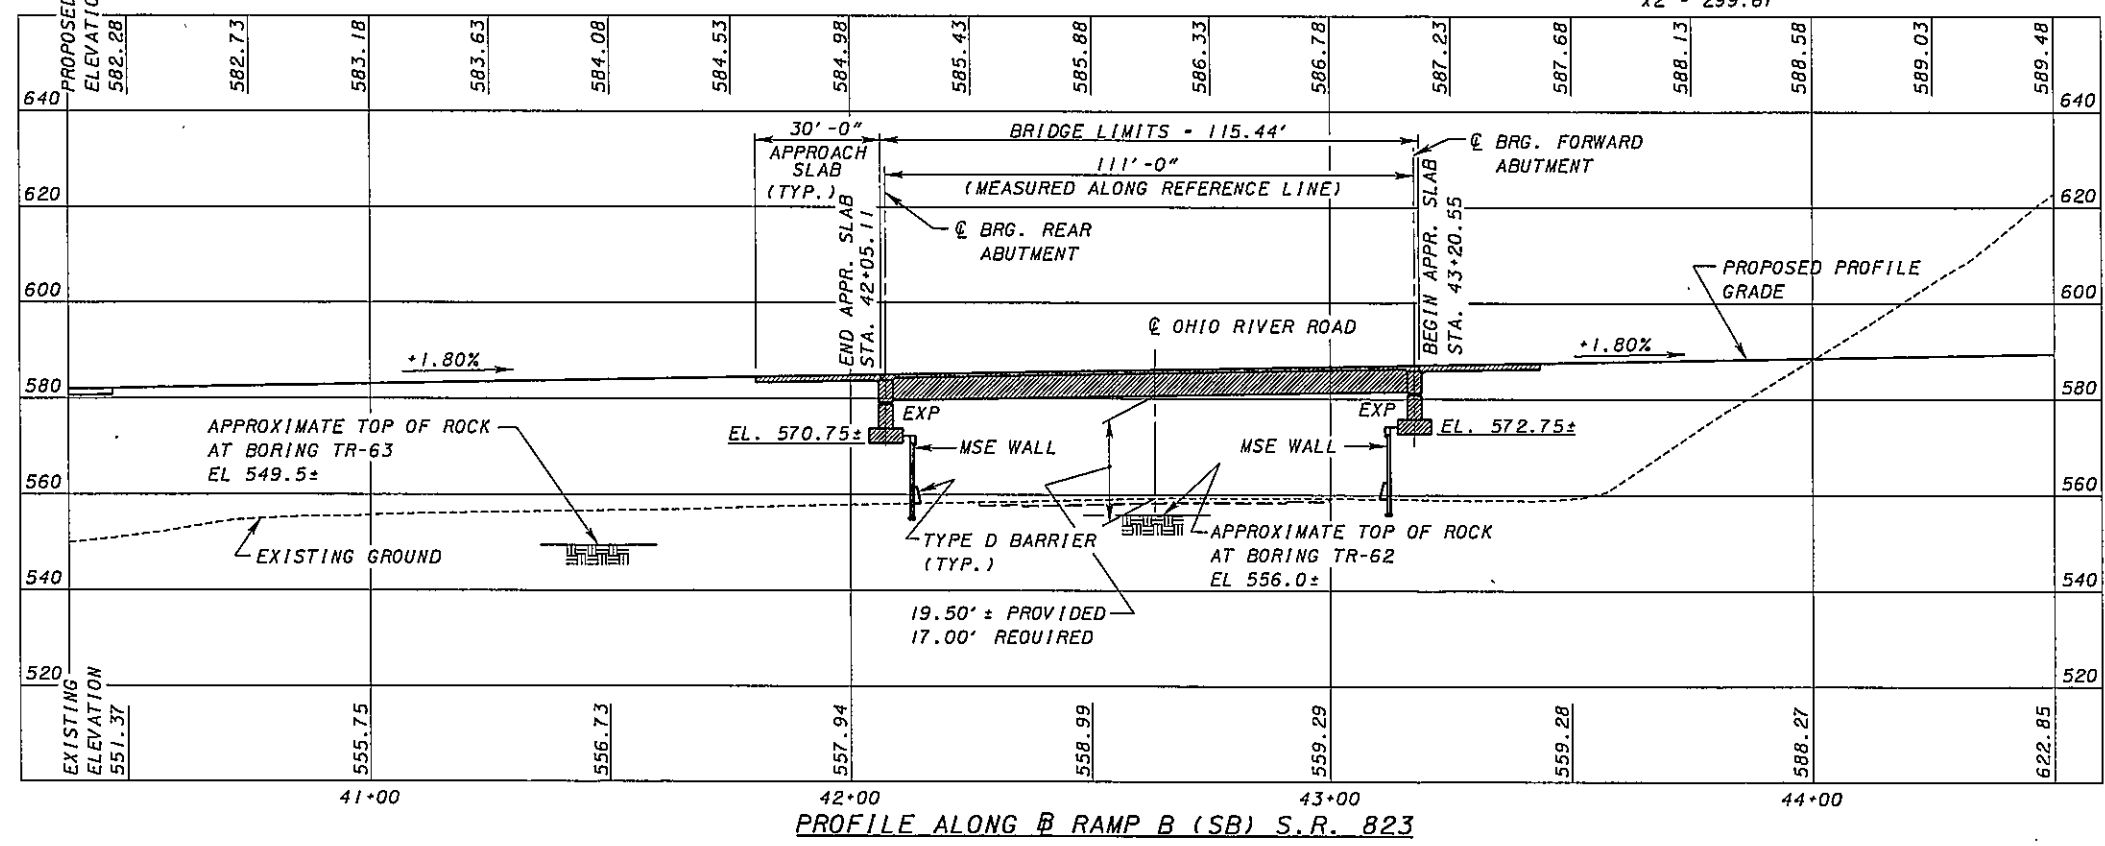 X2 = 299.61
PROPOSED
ELEVATION
582.28
582.73
583.18
583.63
584.08
584.53
584.98
585.43
585.88
586.33
586.78
587.23
587.68
588.13
588.58
589.03
589.48
640
640
30'-0"
APPROACH
SLAB
(TYP.)
BRIDGE LIMITS = 115.44'
111'-0"
(MEASURED ALONG REFERENCE LINE)
℄ BRG. FORWARD
ABUTMENT
620
620
℄ BRG. REAR
ABUTMENT
END APPR. SLAB
STA. 42+05.11
BEGIN APPR. SLAB
STA. 43+20.55
PROPOSED PROFILE
GRADE
600
600
℄ OHIO RIVER ROAD
+1.80%
+1.80%
580
580
EXP
EXP
APPROXIMATE TOP OF ROCK
AT BORING TR-63
EL 549.5±
EL. 570.75±
MSE WALL
MSE WALL
EL. 572.75±
560
560
EXISTING GROUND
TYPE D BARRIER
(TYP.)
APPROXIMATE TOP OF ROCK
AT BORING TR-62
EL 556.0±
540
540
19.50'± PROVIDED
17.00' REQUIRED
520
520
EXISTING
ELEVATION
551.37
555.75
556.73
557.94
558.99
559.29
559.28
588.27
622.85
41+00
42+00
43+00
44+00
PROFILE ALONG ⅊ RAMP B (SB) S.R. 823